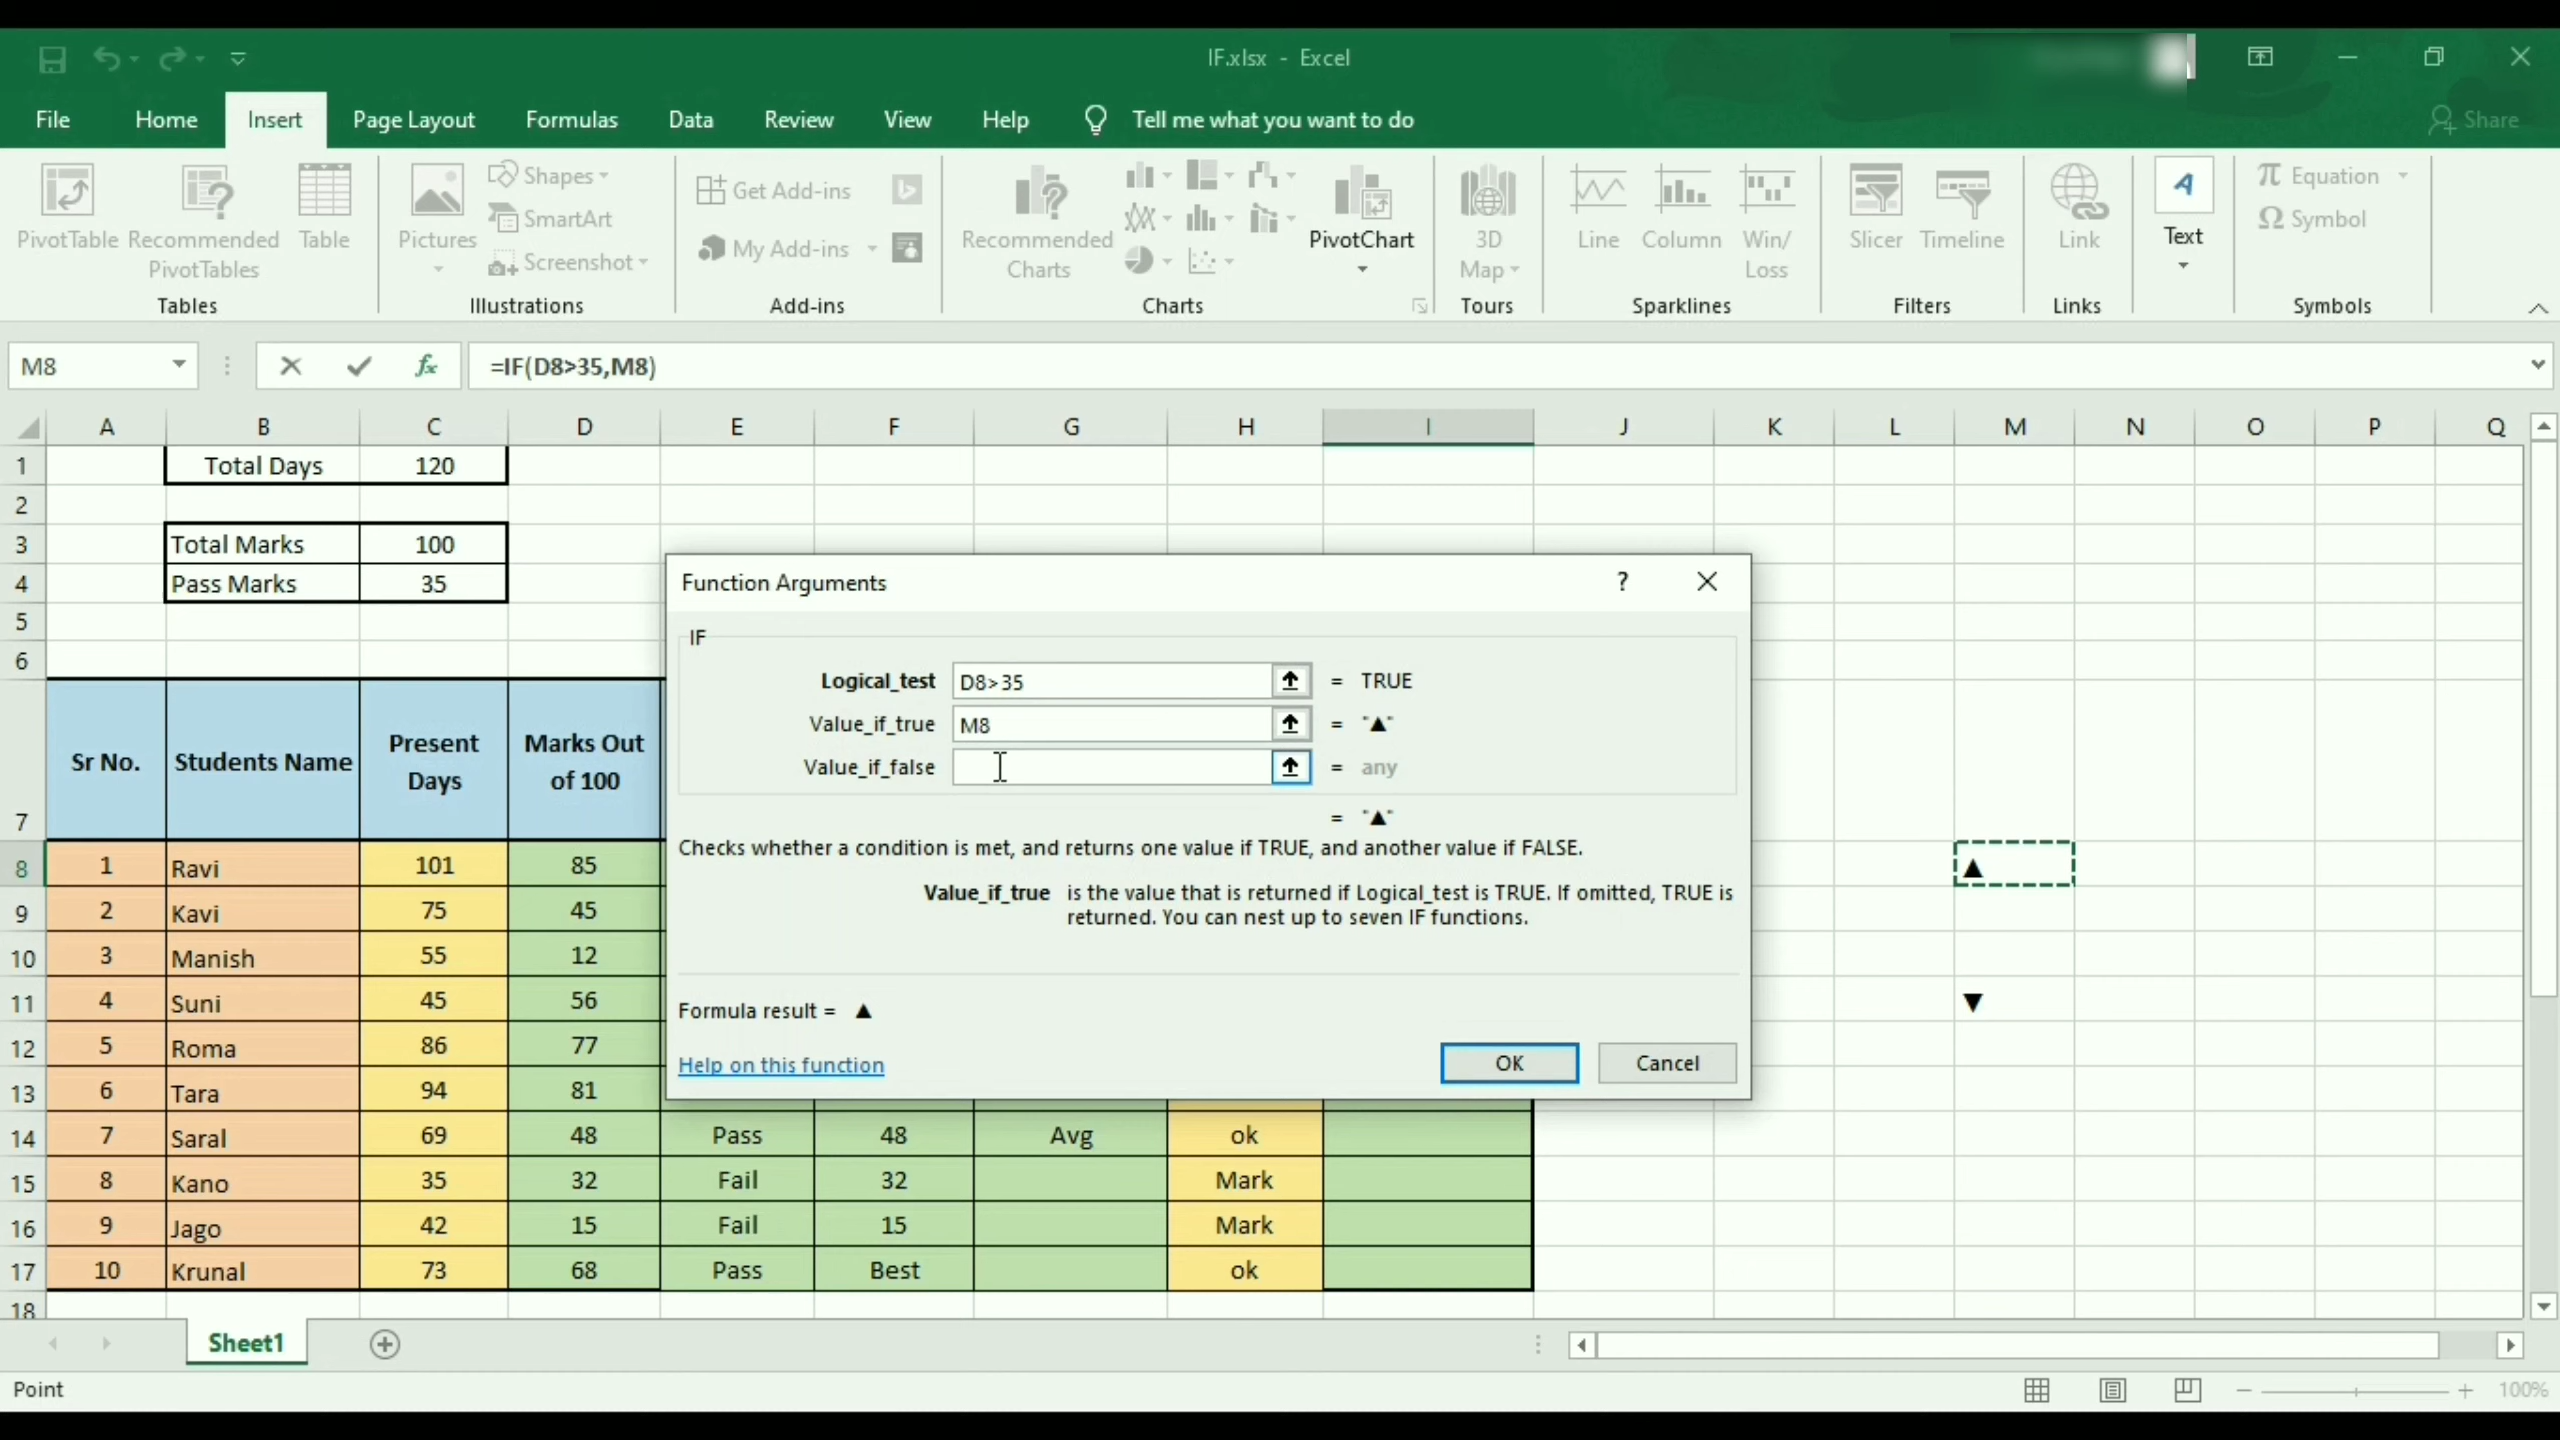 IF.xlsx - Excel
File Home Insert Page Layout Formulas Data Review View Help Tell me what you want to do Share
PivotTable Recommended PivotTables Table Pictures Shapes SmartArt Screenshot Get Add-ins My Add-ins Recommended Charts PivotChart 3D Map Line Column Win/Loss Slicer Timeline Link Text Equation Symbol
Tables Illustrations Add-ins Charts Tours Sparklines Filters Links Symbols
M8 fx =IF(D8>35,M8)
A B C D E F G H I J K L M N O P Q
1 Total Days 120
2
3 Total Marks 100
4 Pass Marks 35
5
6
7 Sr No. Students Name Present Days Marks Out of 100
8 1 Ravi 101 85 ▲
9 2 Kavi 75 45
10 3 Manish 55 12
11 4 Suni 45 56 ▼
12 5 Roma 86 77
13 6 Tara 94 81
14 7 Saral 69 48 Pass 48 Avg ok
15 8 Kano 35 32 Fail 32 Mark
16 9 Jago 42 15 Fail 15 Mark
17 10 Krunal 73 68 Pass Best ok
18
Function Arguments ?
IF
Logical_test D8>35 = TRUE
Value_if_true M8 = "▲"
Value_if_false = any
= "▲"
Checks whether a condition is met, and returns one value if TRUE, and another value if FALSE.
Value_if_true is the value that is returned if Logical_test is TRUE. If omitted, TRUE is
returned. You can nest up to seven IF functions.
Formula result = ▲
Help on this function OK Cancel
Sheet1
Point 100%